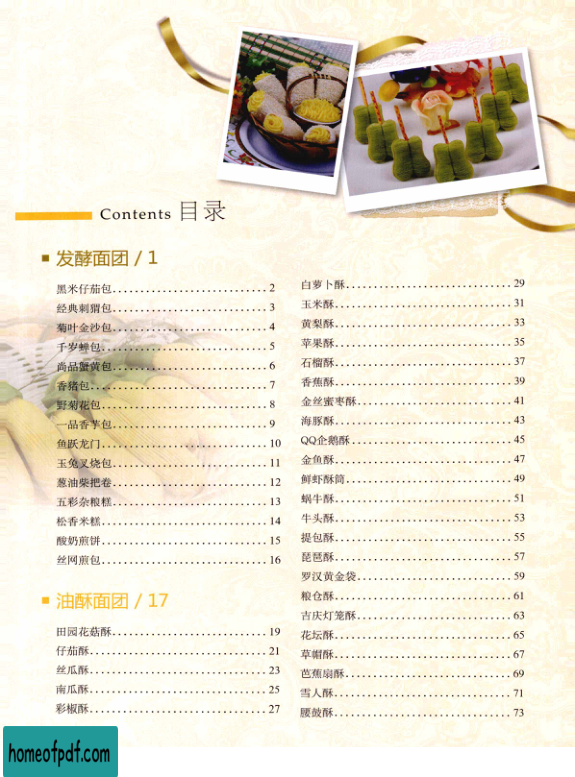 Contents 目录
发酵面团 / 1
黑米仔茄包 2
经典刺猬包 3
菊叶金沙包 4
千岁蝉包 5
尚品蟹黄包 6
香猪包 7
野菊花包 8
一品香芋包 9
鱼跃龙门 10
玉兔叉烧包 11
葱油柴把卷 12
五彩杂粮糕 13
松香米糕 14
酸奶煎饼 15
丝网煎包 16
油酥面团 / 17
田园花菇酥 19
仔茄酥 21
丝瓜酥 23
南瓜酥 25
彩椒酥 27
白萝卜酥 29
玉米酥 31
黄梨酥 33
苹果酥 35
石榴酥 37
香蕉酥 39
金丝蜜枣酥 41
海豚酥 43
QQ企鹅酥 45
金鱼酥 47
鲜虾酥筒 49
蜗牛酥 51
牛头酥 53
提包酥 55
琵琶酥 57
罗汉黄金袋 59
粮仓酥 61
吉庆灯笼酥 63
花坛酥 65
草帽酥 67
芭蕉扇酥 69
雪人酥 71
腰鼓酥 73
homeofpdf.com